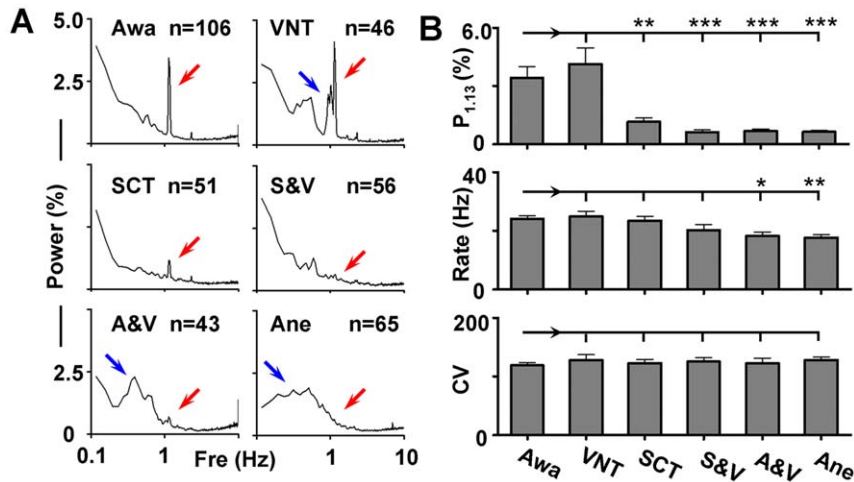 A
5.0
2.5
Power (%)
2.5
0
Awa n=106
VNT n=46
SCT n=51
S&V n=56
A&V n=43
Ane n=65
0.1 1 Fre (Hz) 1 10
B
6.0
P1.13 (%)
0
** *** *** ***
40
Rate (Hz)
0.0
* **
200
CV
0
Awa VNT SCT S&V A&V Ane